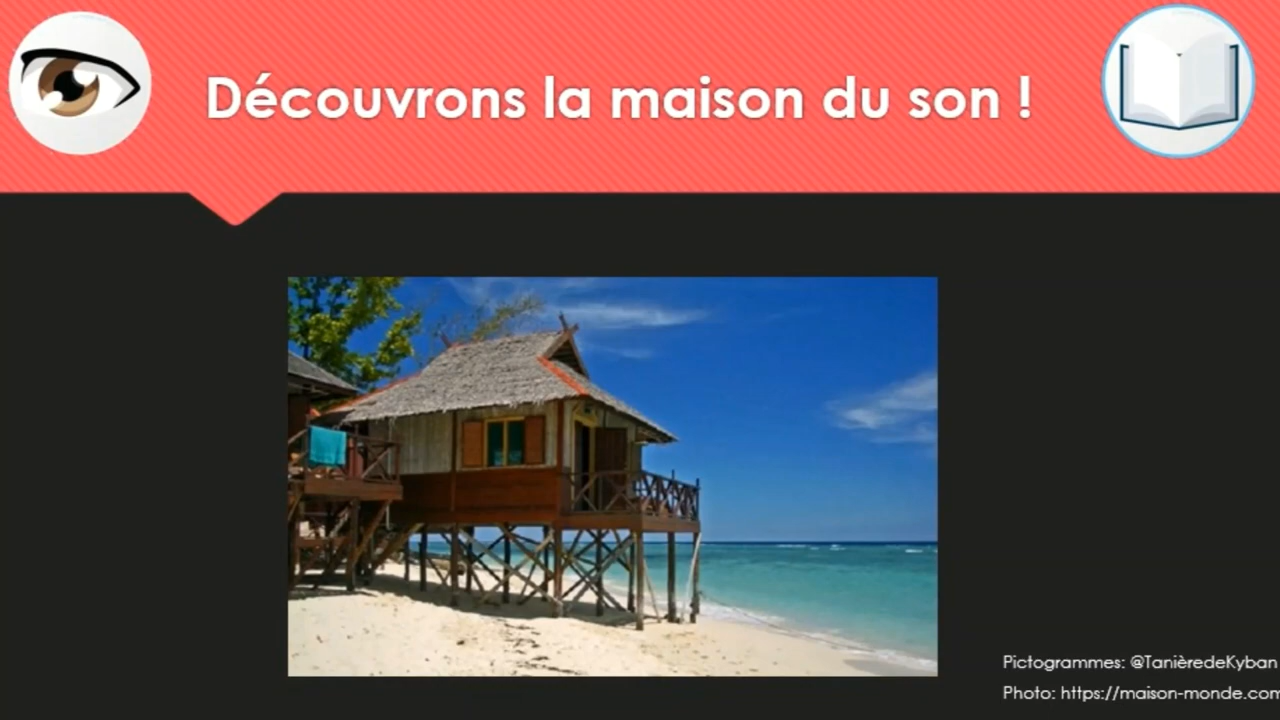 Découvrons la maison du son !
Pictogrammes: @TanièredeKyban
Photo: https://maison-monde.com